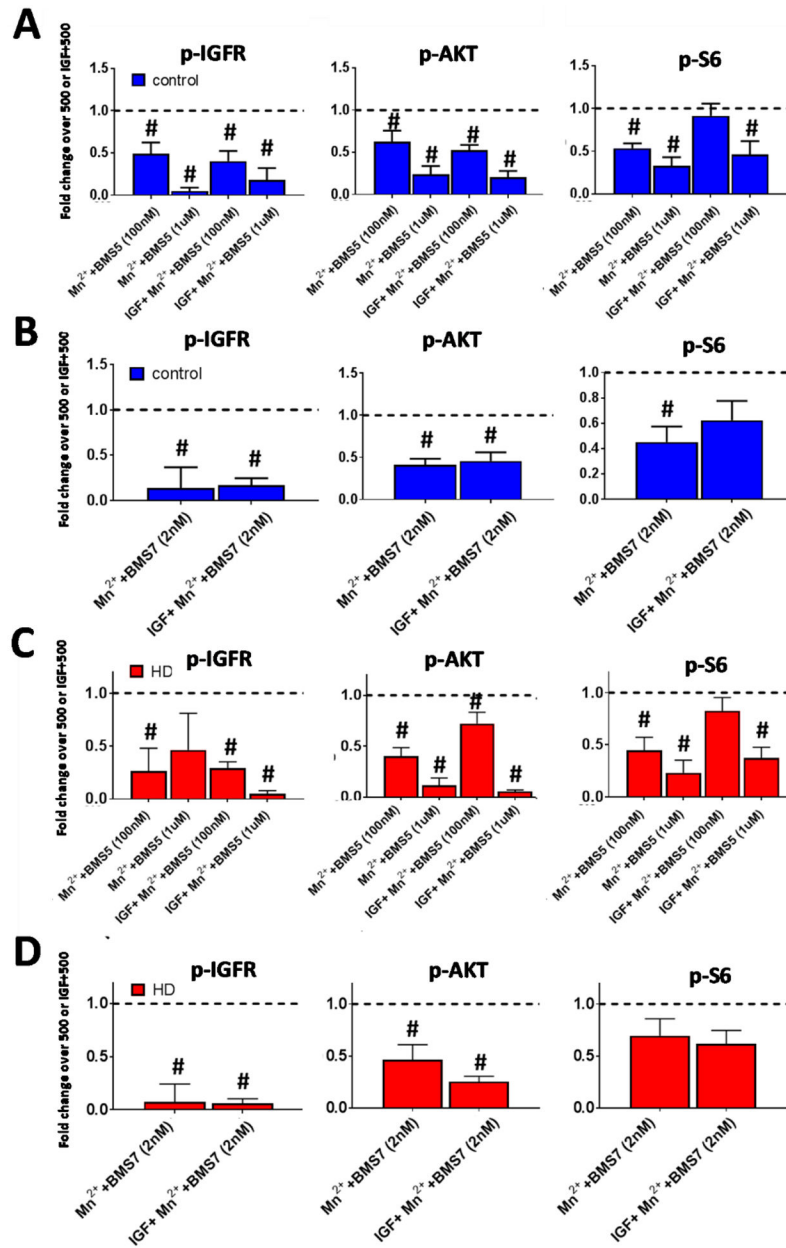 A
p-IGFR
p-AKT
p-S6
Fold change over 500 or IGF+500
1.5
1.0
0.5
0.0
control
# # # #
1.5
1.0
0.5
0.0
# # # #
1.5
1.0
0.5
0.0
# # #
Mn2++BMS5 (100nM)
Mn2++BMS5 (1uM)
IGF+ Mn2++BMS5 (100nM)
IGF+ Mn2++BMS5 (1uM)
Mn2++BMS5 (100nM)
Mn2++BMS5 (1uM)
IGF+ Mn2++BMS5 (100nM)
IGF+ Mn2++BMS5 (1uM)
Mn2++BMS5 (100nM)
Mn2++BMS5 (1uM)
IGF+ Mn2++BMS5 (100nM)
IGF+ Mn2++BMS5 (1uM)
B
p-IGFR
p-AKT
p-S6
Fold change over 500 or IGF+500
1.5
1.0
0.5
0.0
control
# #
1.5
1.0
0.5
0.0
# #
1.0
0.8
0.6
0.4
0.2
0.0
#
Mn2++BMS7 (2nM)
IGF+ Mn2++BMS7 (2nM)
Mn2++BMS7 (2nM)
IGF+ Mn2++BMS7 (2nM)
Mn2++BMS7 (2nM)
IGF+ Mn2++BMS7 (2nM)
C
p-IGFR
p-AKT
p-S6
Fold change over 500 or IGF+500
1.0
0.5
0.0
HD
# # #
1.0
0.5
0.0
# # # #
1.0
0.5
0.0
# # #
Mn2++BMS5 (100nM)
Mn2++BMS5 (1uM)
IGF+ Mn2++BMS5 (100nM)
IGF+ Mn2++BMS5 (1uM)
Mn2++BMS5 (100nM)
Mn2++BMS5 (1uM)
IGF+ Mn2++BMS5 (100nM)
IGF+ Mn2++BMS5 (1uM)
Mn2++BMS5 (100nM)
Mn2++BMS5 (1uM)
IGF+ Mn2++BMS5 (100nM)
IGF+ Mn2++BMS5 (1uM)
D
p-IGFR
p-AKT
p-S6
Fold change over 500 or IGF+500
1.0
0.5
0.0
HD
# #
1.0
0.5
0.0
# #
1.0
0.5
0.0
Mn2++BMS7 (2nM)
IGF+ Mn2++BMS7 (2nM)
Mn2++BMS7 (2nM)
IGF+ Mn2++BMS7 (2nM)
Mn2++BMS7 (2nM)
IGF+ Mn2++BMS7 (2nM)